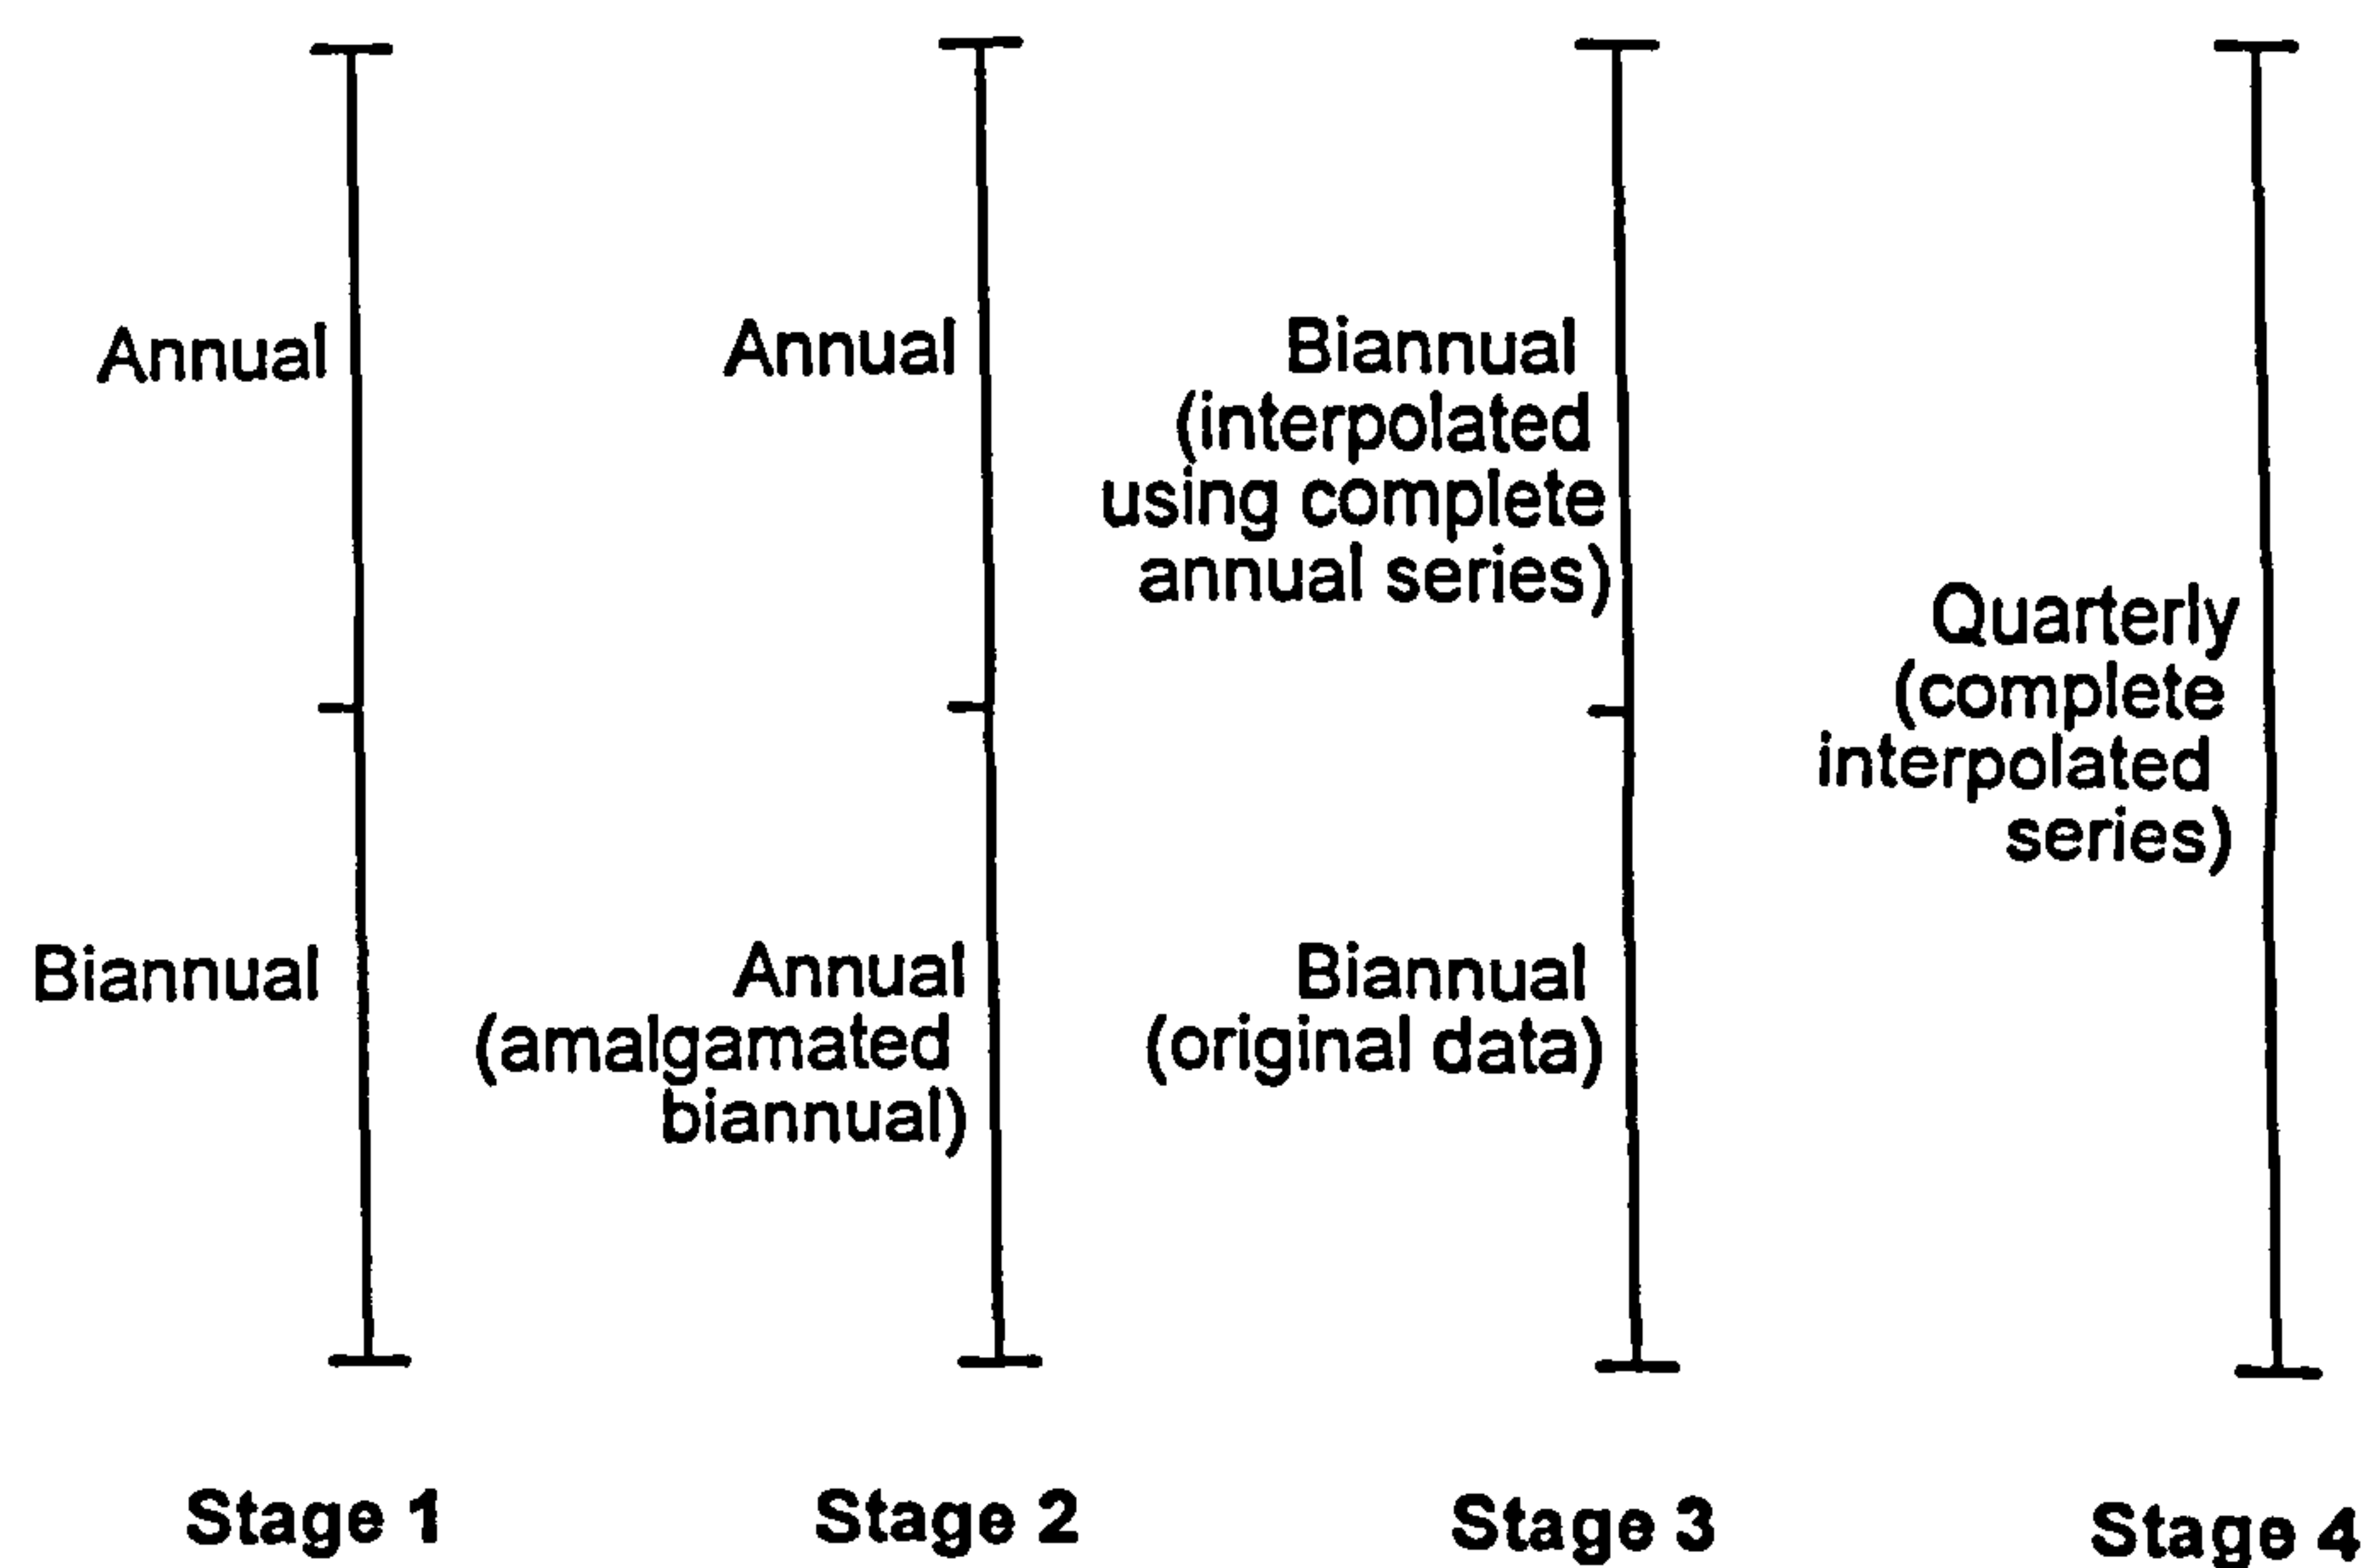 Annual
Biannual
Stage 1
Annual
Annual
(amalgamated
biannual)
Stage 2
Biannual
(interpolated
using complete
annual series)
Biannual
(original data)
Stage 3
Quarterly
(complete
interpolated
series)
Stage 4